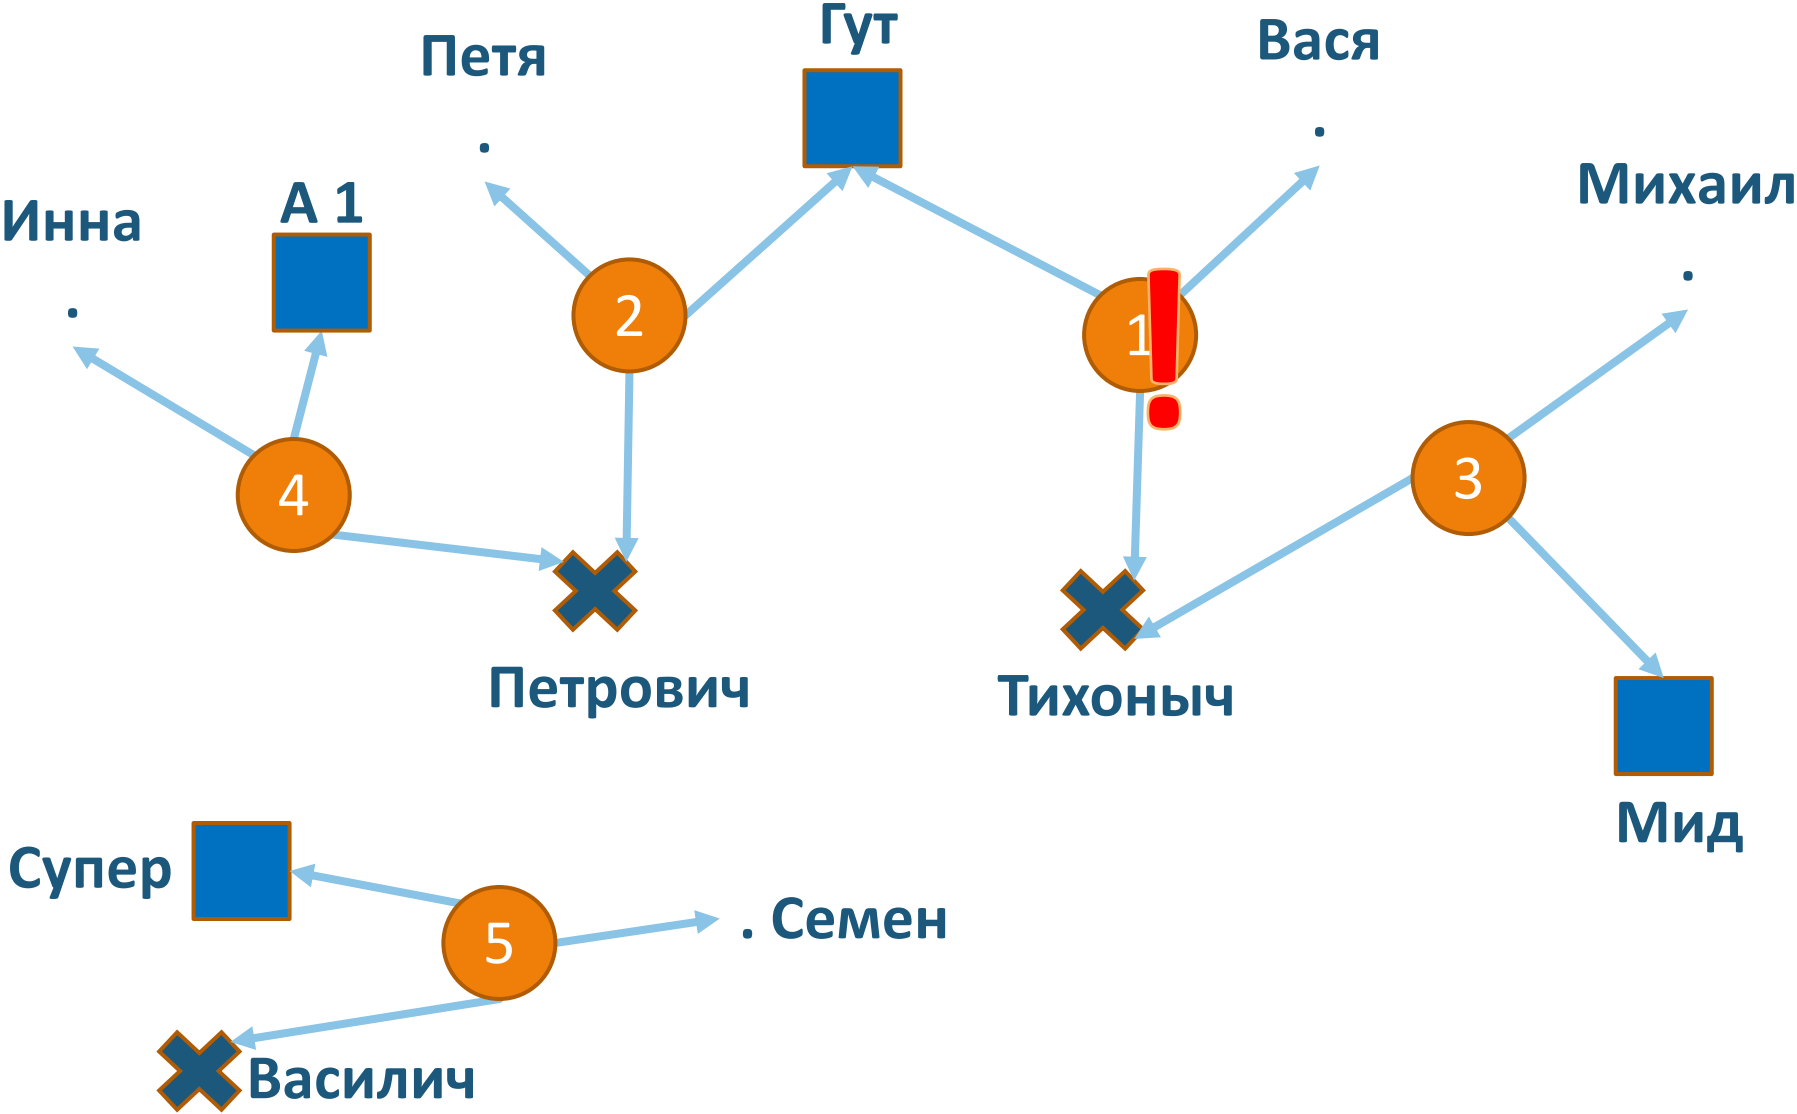 Гут
Вася
Петя
Михаил
А 1
Инна
.
.
.
.
2
1
!
3
4
Петрович
Тихоныч
Мид
Супер
. Семен
5
Василич